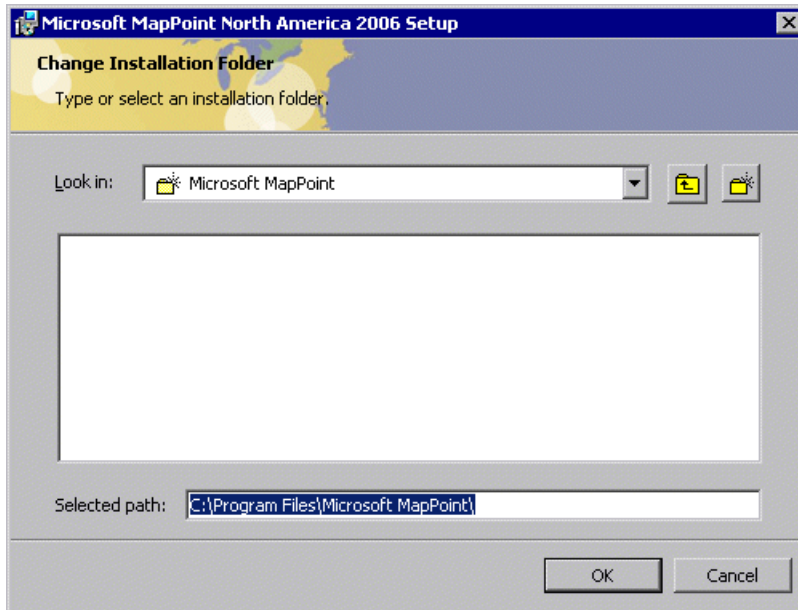 Microsoft MapPoint North America 2006 Setup
Change Installation Folder
Type or select an installation folder.
Look in: Microsoft MapPoint
Selected path: C:\Program Files\Microsoft MapPoint\
OK Cancel